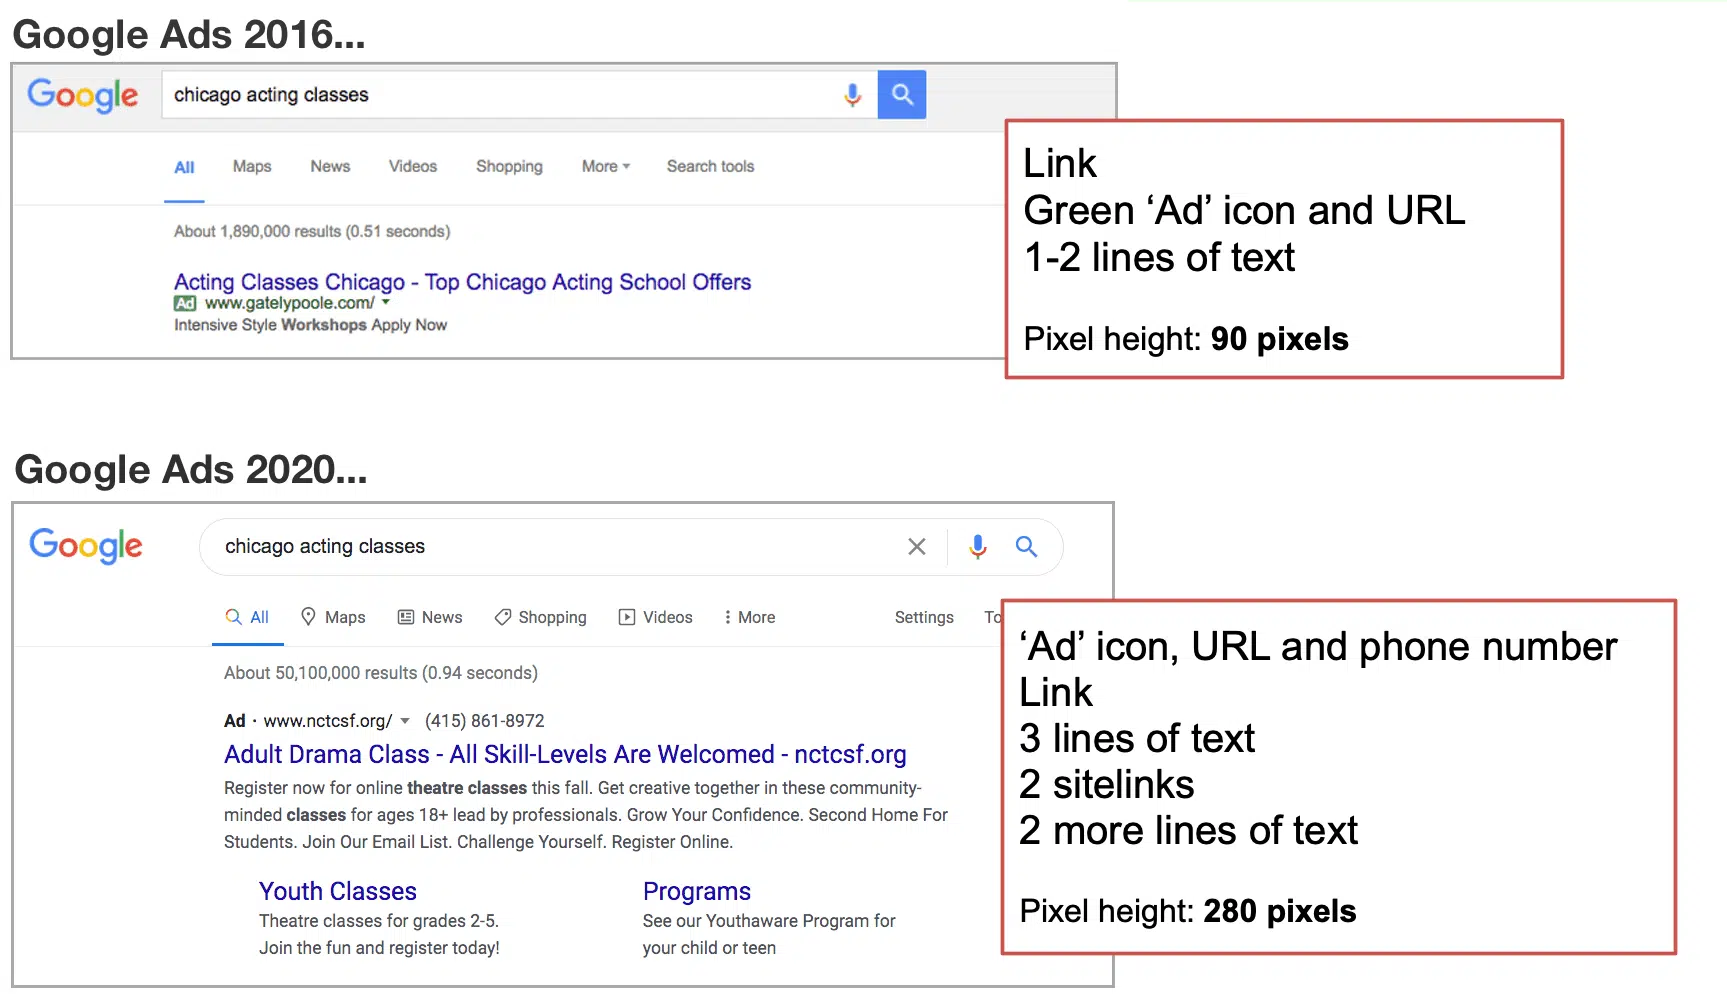 Google Ads 2016...
Google
chicago acting classes
All Maps News Videos Shopping More Search tools
About 1,890,000 results (0.51 seconds)
Acting Classes Chicago - Top Chicago Acting School Offers
Ad www.gatelypoole.com/
Intensive Style Workshops Apply Now
Link
Green ‘Ad’ icon and URL
1-2 lines of text
Pixel height: 90 pixels
Google Ads 2020...
Google
chicago acting classes
All Maps News Shopping Videos More Settings To
About 50,100,000 results (0.94 seconds)
Ad · www.nctcsf.org/ (415) 861-8972
Adult Drama Class - All Skill-Levels Are Welcomed - nctcsf.org
Register now for online theatre classes this fall. Get creative together in these community-
minded classes for ages 18+ lead by professionals. Grow Your Confidence. Second Home For
Students. Join Our Email List. Challenge Yourself. Register Online.
Youth Classes
Theatre classes for grades 2-5.
Join the fun and register today!
Programs
See our Youthaware Program for
your child or teen
‘Ad’ icon, URL and phone number
Link
3 lines of text
2 sitelinks
2 more lines of text
Pixel height: 280 pixels